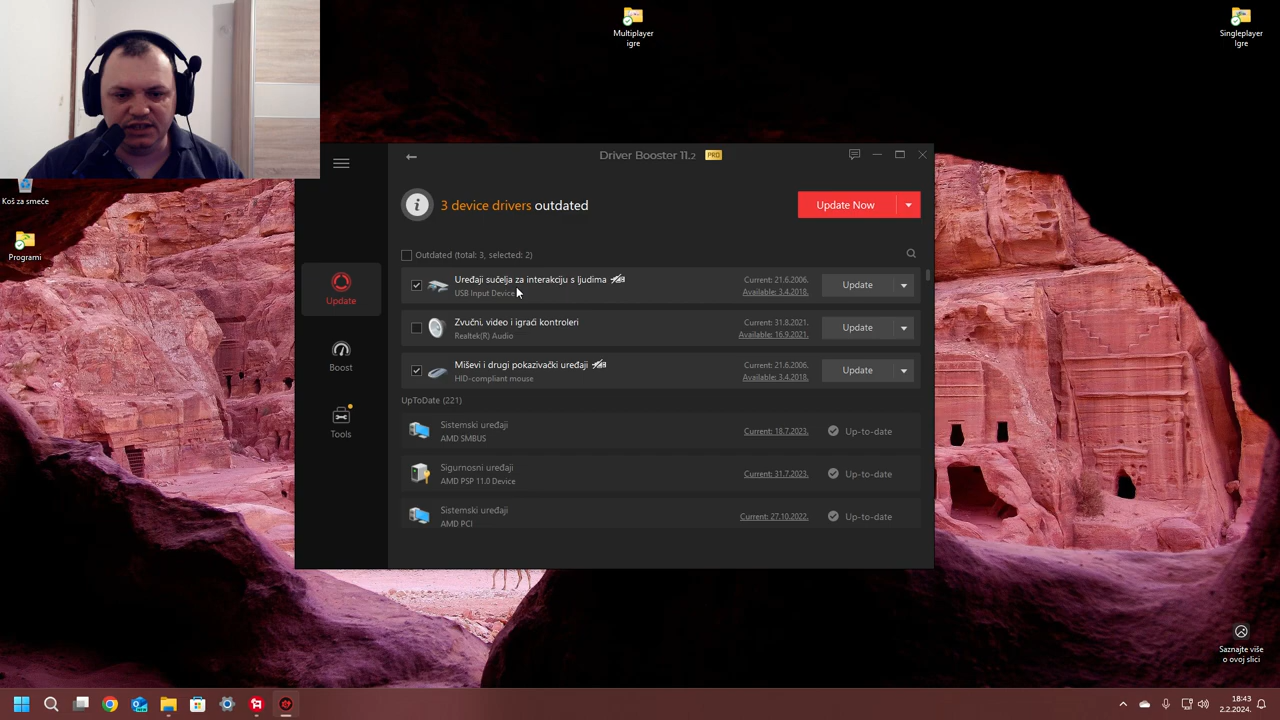 Multiplayer
igre
Singleplayer
Igre
Koš za smeće
Programi
Driver Booster 11.2 PRO
3 device drivers outdated
Update Now
Outdated (total: 3, selected: 2)
Update
Boost
Tools
Uređaji sučelja za interakciju s ljudima
USB Input Device
Current: 21.6.2006.
Available: 3.4.2018.
Update
Zvučni, video i igraći kontroleri
Realtek(R) Audio
Current: 31.8.2021.
Available: 16.9.2021.
Update
Miševi i drugi pokazivački uređaji
HID-compliant mouse
Current: 21.6.2006.
Available: 3.4.2018.
Update
UpToDate (221)
Sistemski uređaji
AMD SMBUS
Current: 18.7.2023.
Up-to-date
Sigurnosni uređaji
AMD PSP 11.0 Device
Current: 31.7.2023.
Up-to-date
Sistemski uređaji
AMD PCI
Current: 27.10.2022.
Up-to-date
Saznajte više
o ovoj slici
18:43
2.2.2024.